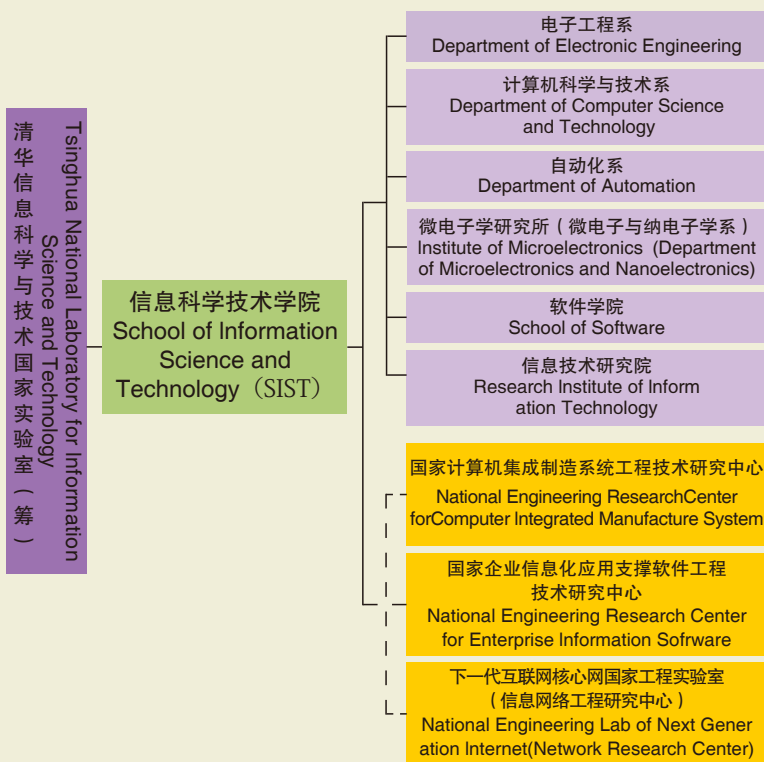 清华信息科学与技术国家实验室(筹)
Tsinghua National Laboratory for Information
Science and Technology
信息科学技术学院
School of Information
Science and
Technology（SIST）
电子工程系
Department of Electronic Engineering
计算机科学与技术系
Department of Computer Science
and Technology
自动化系
Department of Automation
微电子学研究所（微电子与纳电子学系）
Institute of Microelectronics (Department
of Microelectronics and Nanoelectronics)
软件学院
School of Software
信息技术研究院
Research Institute of Inform
ation Technology
国家计算机集成制造系统工程技术研究中心
National Engineering ResearchCenter
forComputer Integrated Manufacture System
国家企业信息化应用支撑软件工程
技术研究中心
National Engineering Research Center
for Enterprise Information Sofrware
下一代互联网核心网国家工程实验室
（信息网络工程研究中心）
National Engineering Lab of Next Gener
ation Internet(Network Research Center)